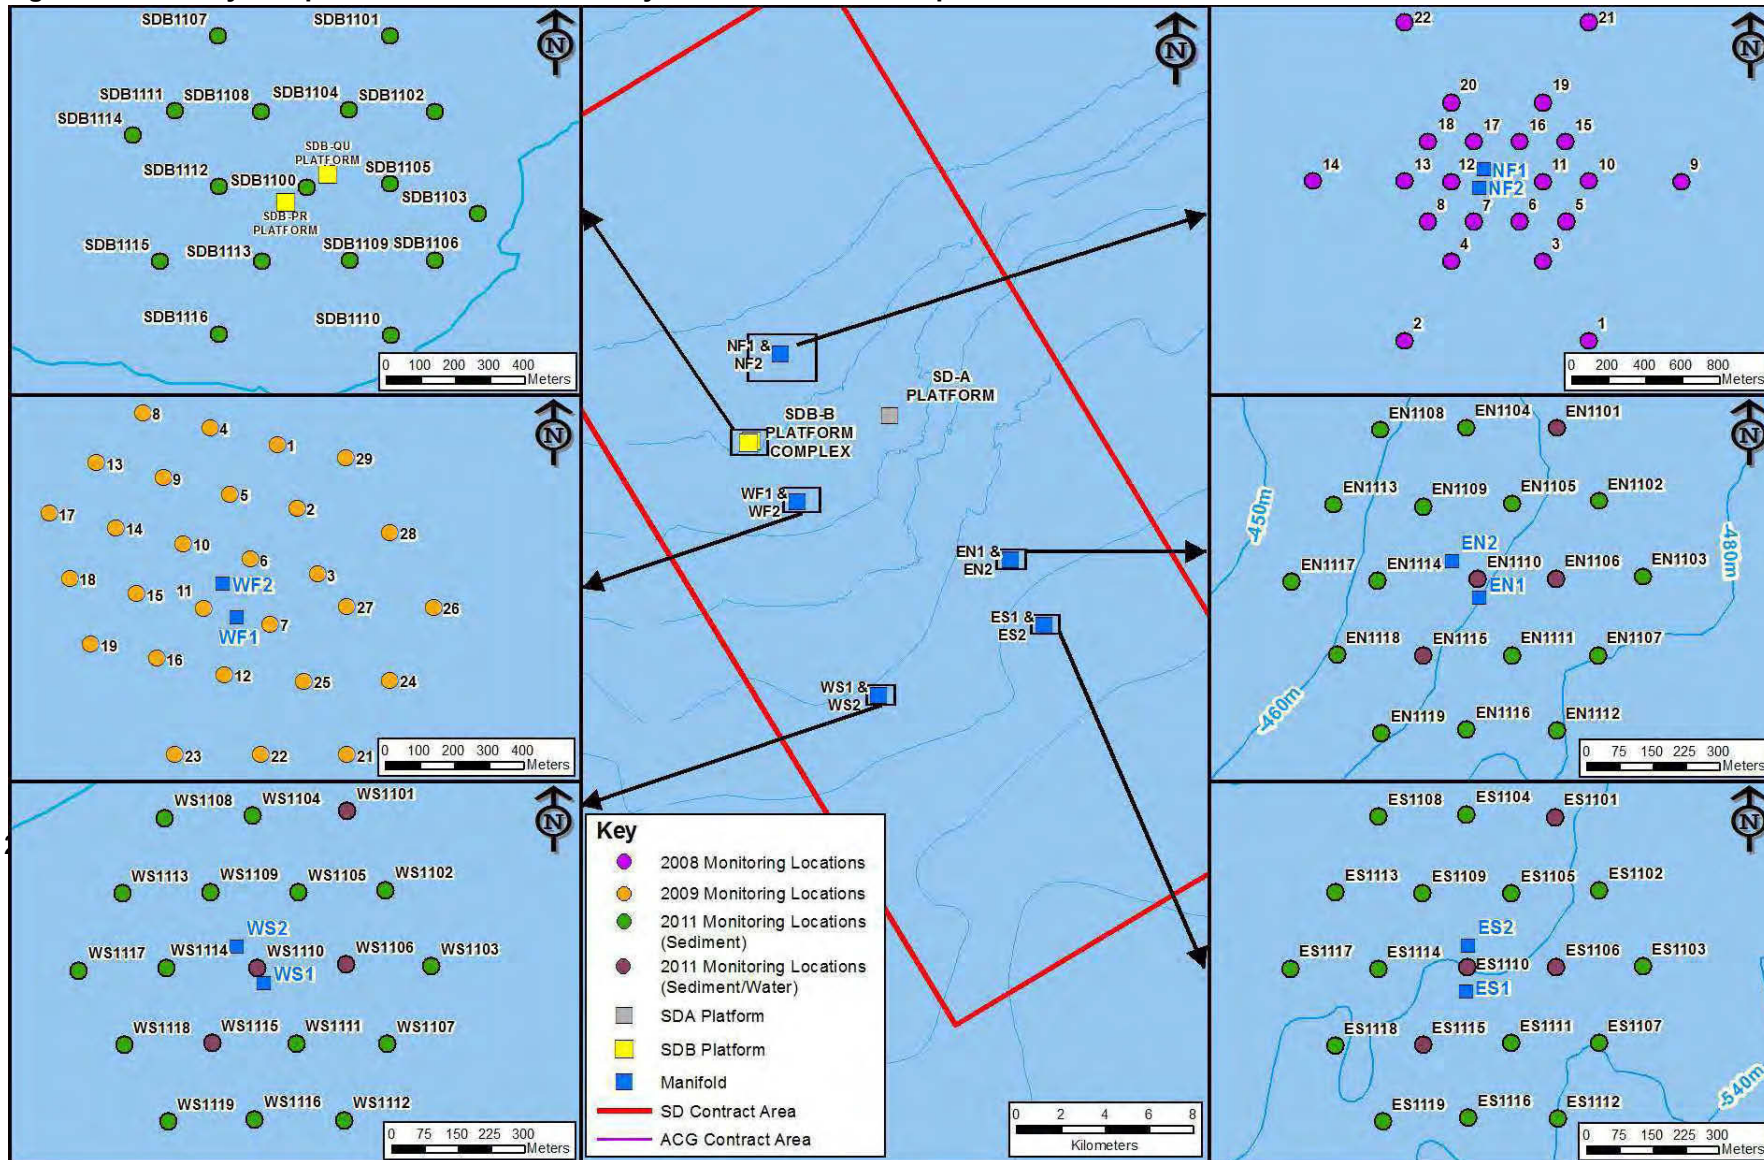 SDB1107
SDB1101
SDB1111
SDB1108
SDB1104
SDB1102
SDB1114
SDB-QU
PLATFORM
SDB1112
SDB1100
SDB1105
SDB1103
SDB-PR
PLATFORM
SDB1115
SDB1113
SDB1109
SDB1106
SDB1116
SDB1110
N
0 100 200 300 400
Meters
8
4
1
29
13
9
5
2
17
14
10
28
6
3
18
15
11
WF2
27
26
WF1
7
19
16
12
25
24
23
22
21
N
0 100 200 300 400
Meters
WS1108
WS1104
WS1101
WS1113
WS1109
WS1105
WS1102
WS2
WS1117
WS1114
WS1110
WS1106
WS1103
WS1
WS1118
WS1115
WS1111
WS1107
WS1119
WS1116
WS1112
N
0 75 150 225 300
Meters
N
NF1 &
NF2
SD-A
PLATFORM
SDB-B
PLATFORM
COMPLEX
WF1 &
WF2
EN1 &
EN2
ES1 &
ES2
WS1 &
WS2
Key
2008 Monitoring Locations
2009 Monitoring Locations
2011 Monitoring Locations
(Sediment)
2011 Monitoring Locations
(Sediment/Water)
SDA Platform
SDB Platform
Manifold
SD Contract Area
ACG Contract Area
0 2 4 6 8
Kilometers
22
21
20
19
18
17
16
15
14
13
12
NF1
11
10
9
NF2
8
7
6
5
4
3
2
1
N
0 200 400 600 800
Meters
EN1108
EN1104
EN1101
EN1113
EN1109
EN1105
EN1102
-450m
-480m
EN2
EN1117
EN1114
EN1110
EN1106
EN1103
EN1
EN1118
EN1115
EN1111
EN1107
-460m
EN1119
EN1116
EN1112
N
0 75 150 225 300
Meters
ES1108
ES1104
ES1101
ES1113
ES1109
ES1105
ES1102
ES2
ES1117
ES1114
ES1110
ES1106
ES1103
ES1
ES1118
ES1115
ES1111
ES1107
-540m
ES1119
ES1116
ES1112
N
0 75 150 225 300
Meters